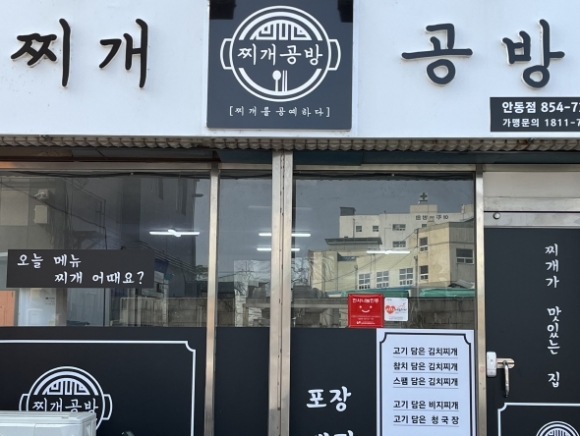 찌개
찌개공방
[찌개를 공예하다]
공방
안동점 854-7
가맹문의 1811-7
오늘 메뉴
찌개 어때요?
찌개가 맛있는 집
고기 담은 김치찌개
참치 담은 김치찌개
스팸 담은 김치찌개
고기 담은 비지찌개
고기 담은 청국장
포장
찌개공방